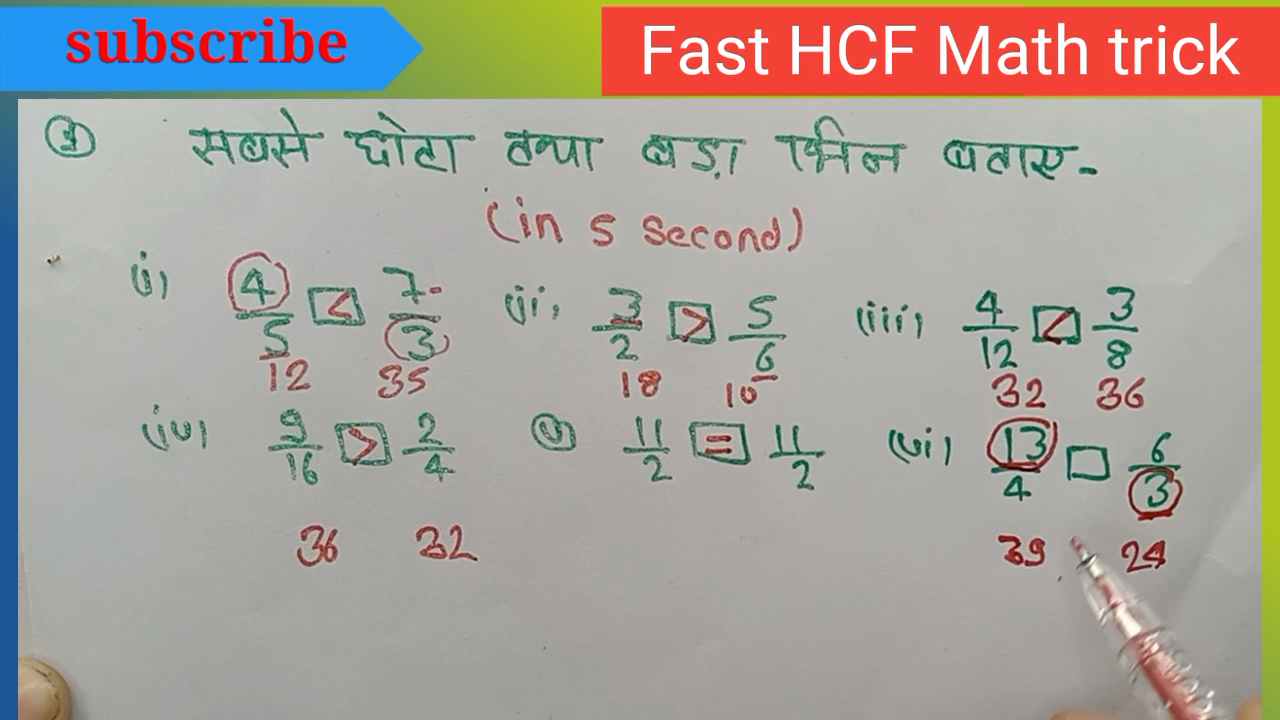 subscribe
Fast HCF Math trick
③ सबसे छोटा तथा बड़ा भिन्न बताए-
(in 5 second)
(i) 4/5 < 7/3 (ii) 3/2 > 5/6 (iii) 4/12 < 3/8
12 35 18 10 32 36
(iv) 9/16 > 2/4 (v) 11/2 = 11/2 (vi) 13/4 □ 6/3
36 32 39 24